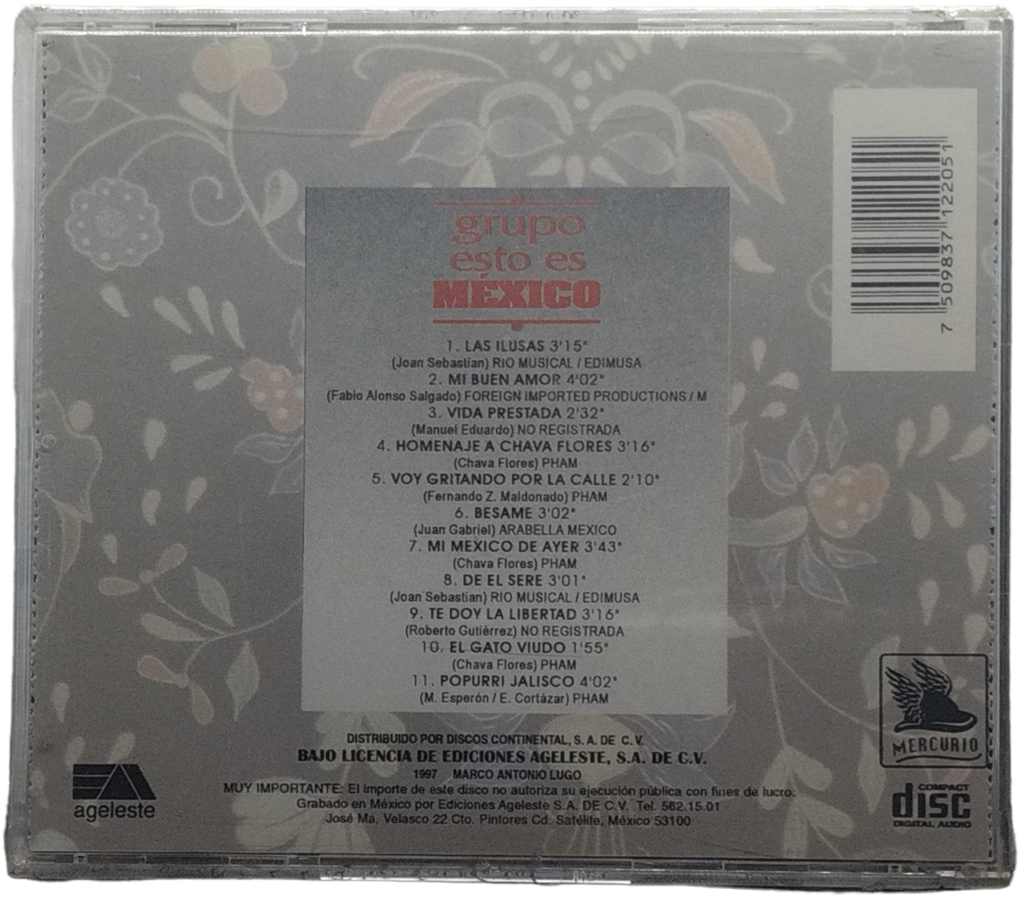 grupo
esto es
MÉXICO
1. LAS ILUSAS 3'15"
(Joan Sebastian) RIO MUSICAL / EDIMUSA
2. MI BUEN AMOR 4'02"
(Fabio Alonso Salgado) FOREIGN IMPORTED PRODUCTIONS / M
3. VIDA PRESTADA 2'32"
(Manuel Eduardo) NO REGISTRADA
4. HOMENAJE A CHAVA FLORES 3'16"
(Chava Flores) PHAM
5. VOY GRITANDO POR LA CALLE 2'10"
(Fernando Z. Maldonado) PHAM
6. BESAME 3'02"
(Juan Gabriel) ARABELLA MEXICO
7. MI MEXICO DE AYER 3'43"
(Chava Flores) PHAM
8. DE EL SERE 3'01"
(Joan Sebastian) RIO MUSICAL / EDIMUSA
9. TE DOY LA LIBERTAD 3'16"
(Roberto Gutiérrez) NO REGISTRADA
10. EL GATO VIUDO 1'55"
(Chava Flores) PHAM
11. POPURRI JALISCO 4'02"
(M. Esperón / E. Cortázar) PHAM
DISTRIBUIDO POR DISCOS CONTINENTAL, S.A. DE C.V.
BAJO LICENCIA DE EDICIONES AGELESTE, S.A. DE C.V.
1997 MARCO ANTONIO LUGO
MUY IMPORTANTE: El importe de este disco no autoriza su ejecución pública con fines de lucro.
Grabado en México por Ediciones Ageleste S.A. DE C.V. Tel. 562.15.01
José Ma. Velasco 22 Cto. Pintores Cd. Satélite, México 53100
ageleste
7 509837 122051
MERCURIO
COMPACT
disc
DIGITAL AUDIO